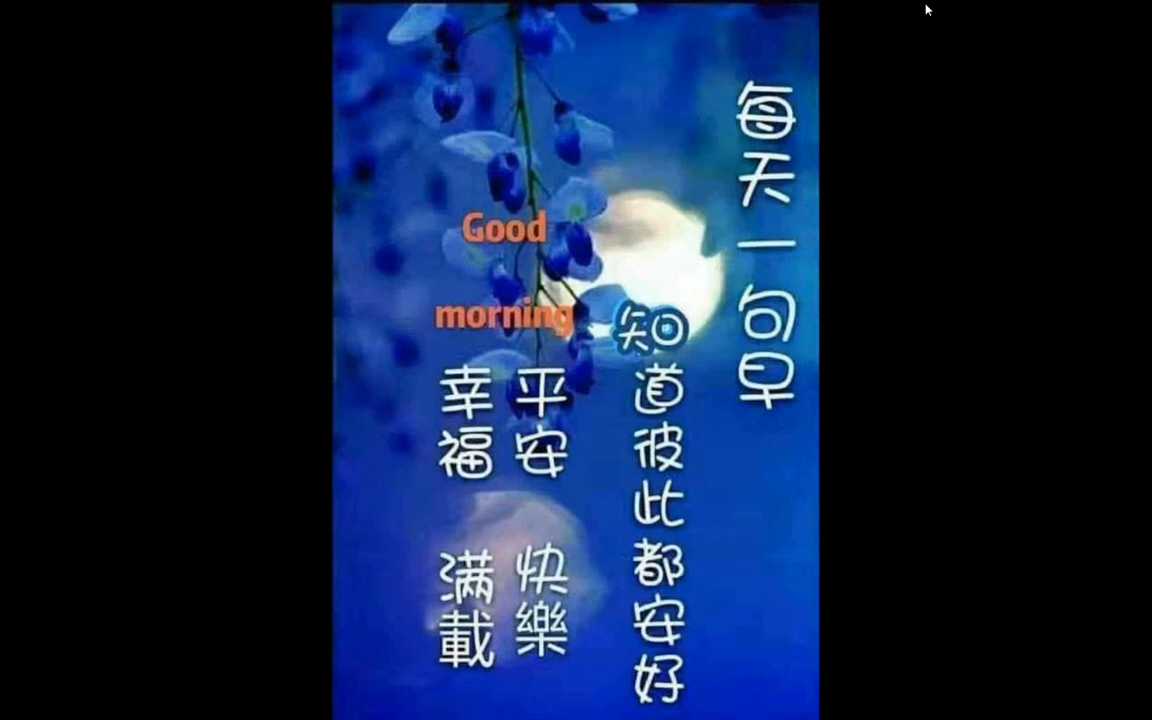 每天一句早
知道彼此都安好
平安 快樂
幸福 滿載
Good
morning